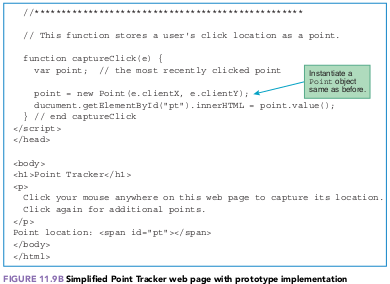 //************************************************
// This function stores a user's click location as a point.
function captureClick(e) {
var point;  // the most recently clicked point
Instantiate a
Point object
same as before.
point = new Point(e.clientX, e.clientY);
ducument.getElementById("pt").innerHTML = point.value();
} // end captureClick
</script>
</head>
<body>
<h1>Point Tracker</h1>
<p>
Click your mouse anywhere on this web page to capture its location.
Click again for additional points.
</p>
Point location: <span id="pt"></span>
</body>
</html>
FIGURE 11.9B Simplified Point Tracker web page with prototype implementation